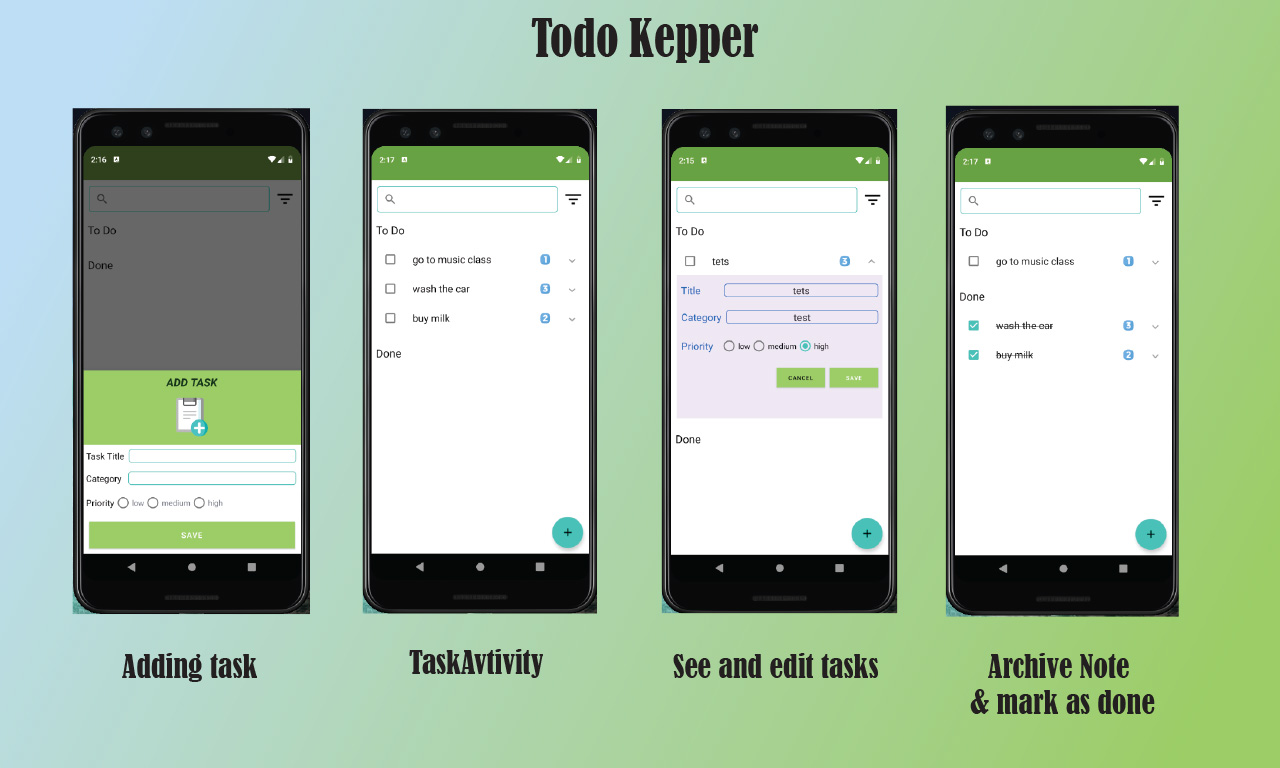 Todo Kepper
2:16
To Do
Done
ADD TASK
Task Title
Category
Priority low medium high
SAVE
Adding task
2:17
To Do
go to music class 1
wash the car 3
buy milk 2
Done
TaskAvtivity
2:15
To Do
tets 3
Title tets
Category test
Priority low medium high
CANCEL SAVE
Done
See and edit tasks
2:17
To Do
go to music class 1
Done
wash the car 3
buy milk 2
Archive Note
& mark as done